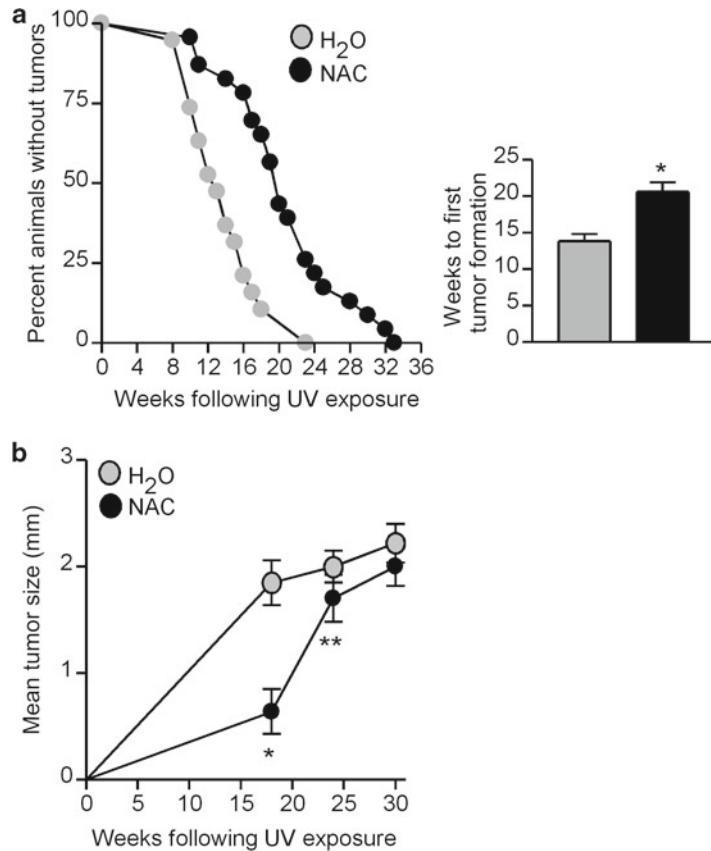 a
Percent animals without tumors
100
75
50
25
0
H2O
NAC
0 4 8 12 16 20 24 28 32 36
Weeks following UV exposure
Weeks to first
tumor formation
25
20
15
10
5
0
*
b
Mean tumor size (mm)
3
2
1
0
H2O
NAC
**
*
0 5 10 15 20 25 30
Weeks following UV exposure